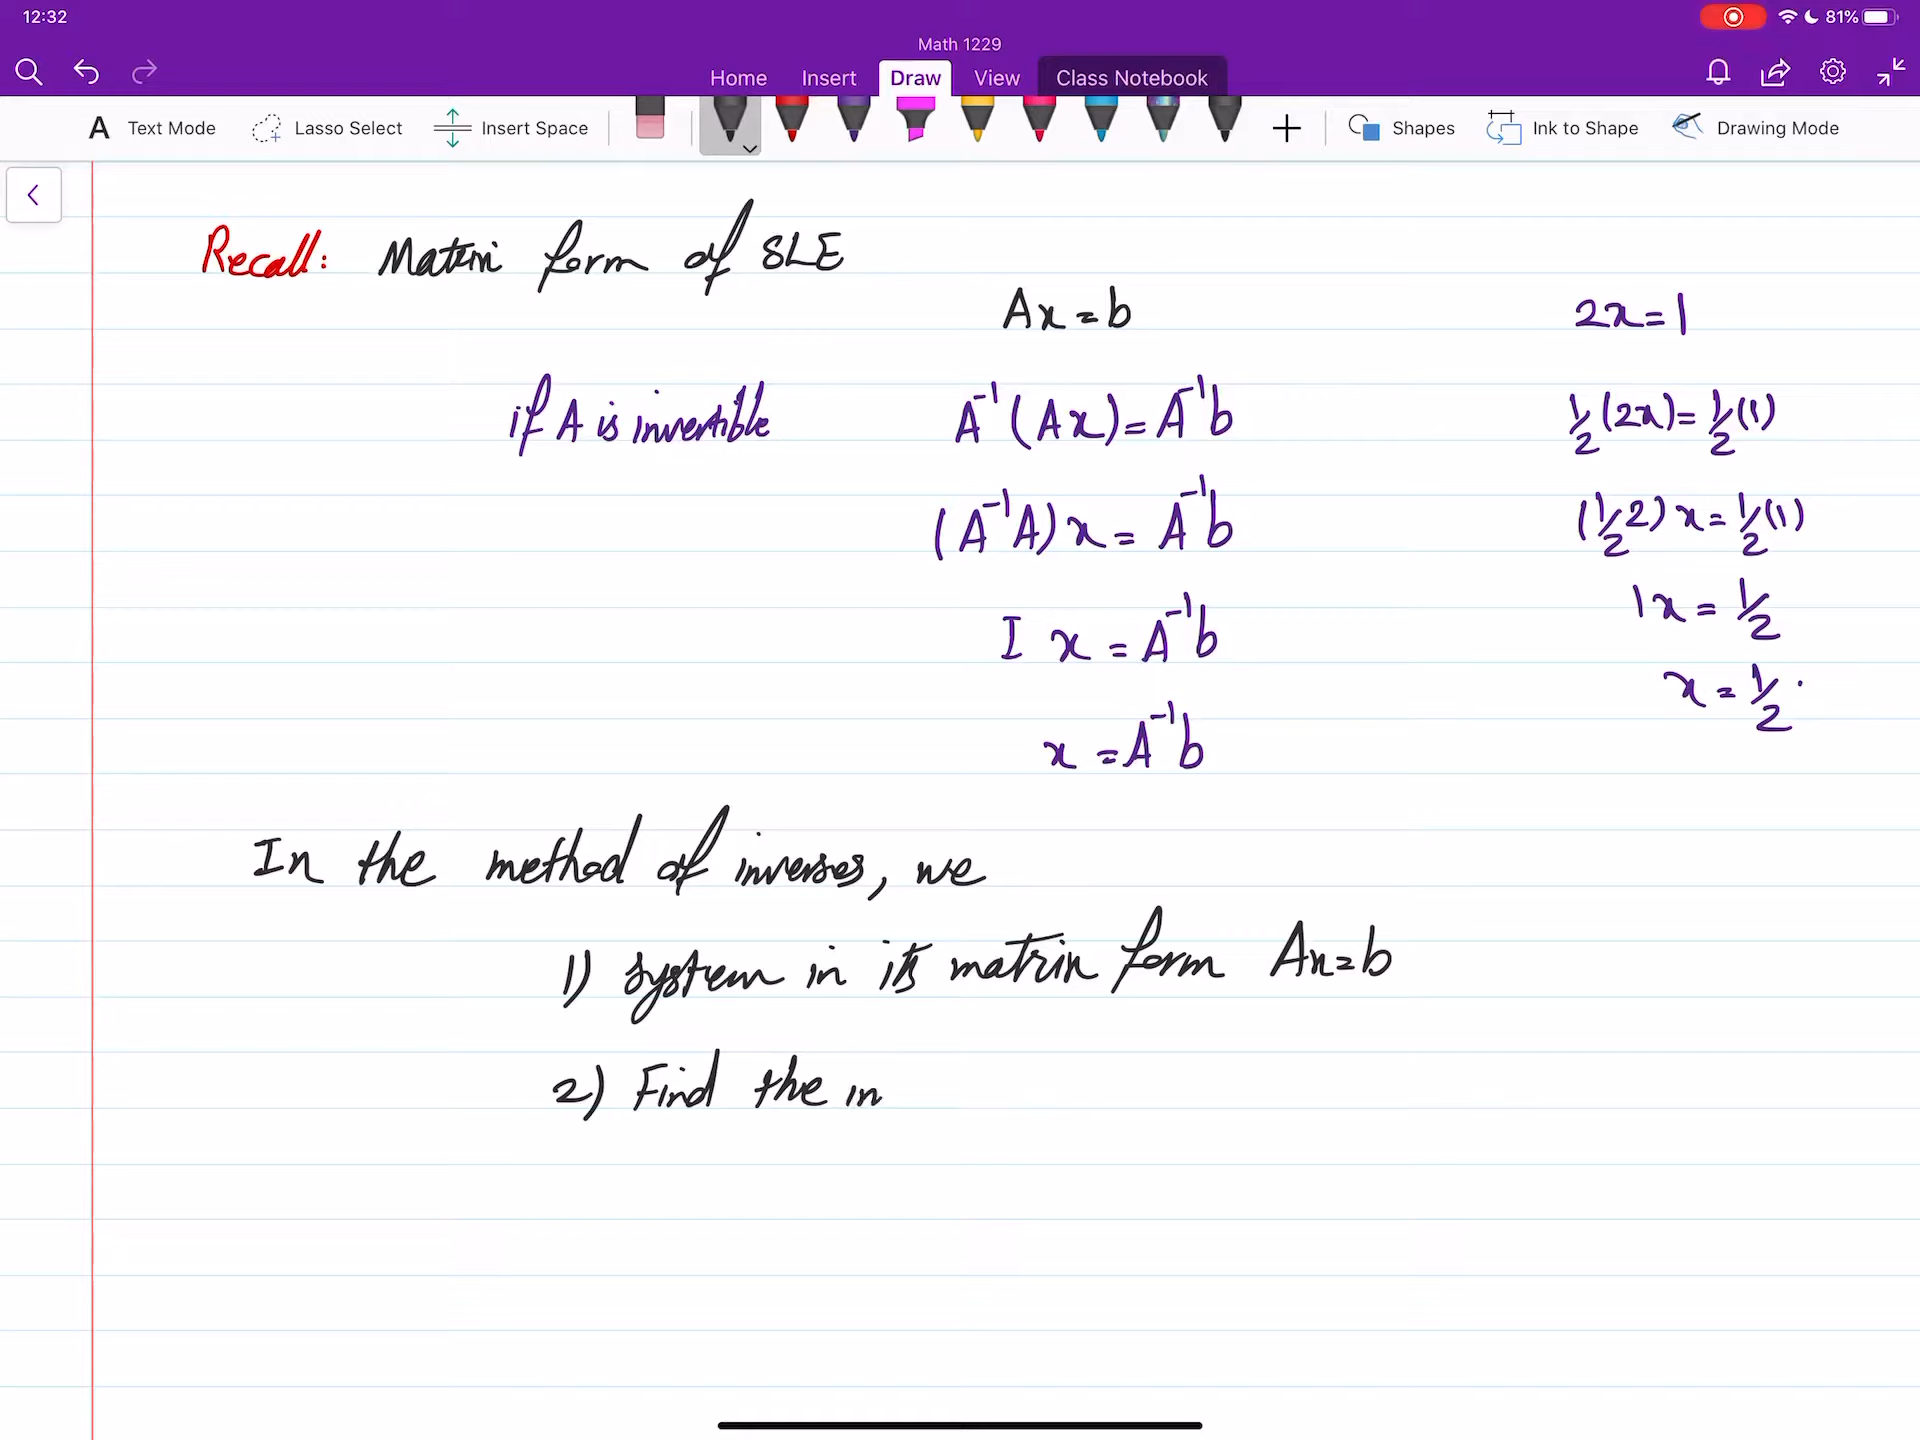 12:32
81%
Math 1229
Home Insert Draw View Class Notebook
A Text Mode Lasso Select Insert Space Shapes Ink to Shape Drawing Mode
Recall: Matrix form of SLE
Ax = b
2x = 1
if A is invertible A⁻¹(Ax) = A⁻¹b
1/2(2x) = 1/2(1)
(A⁻¹A)x = A⁻¹b
(1/2 2)x = 1/2(1)
I x = A⁻¹b
1x = 1/2
x = A⁻¹b
x = 1/2.
In the method of inverses, we
1) system in its matrix form Ax=b
2) Find the in